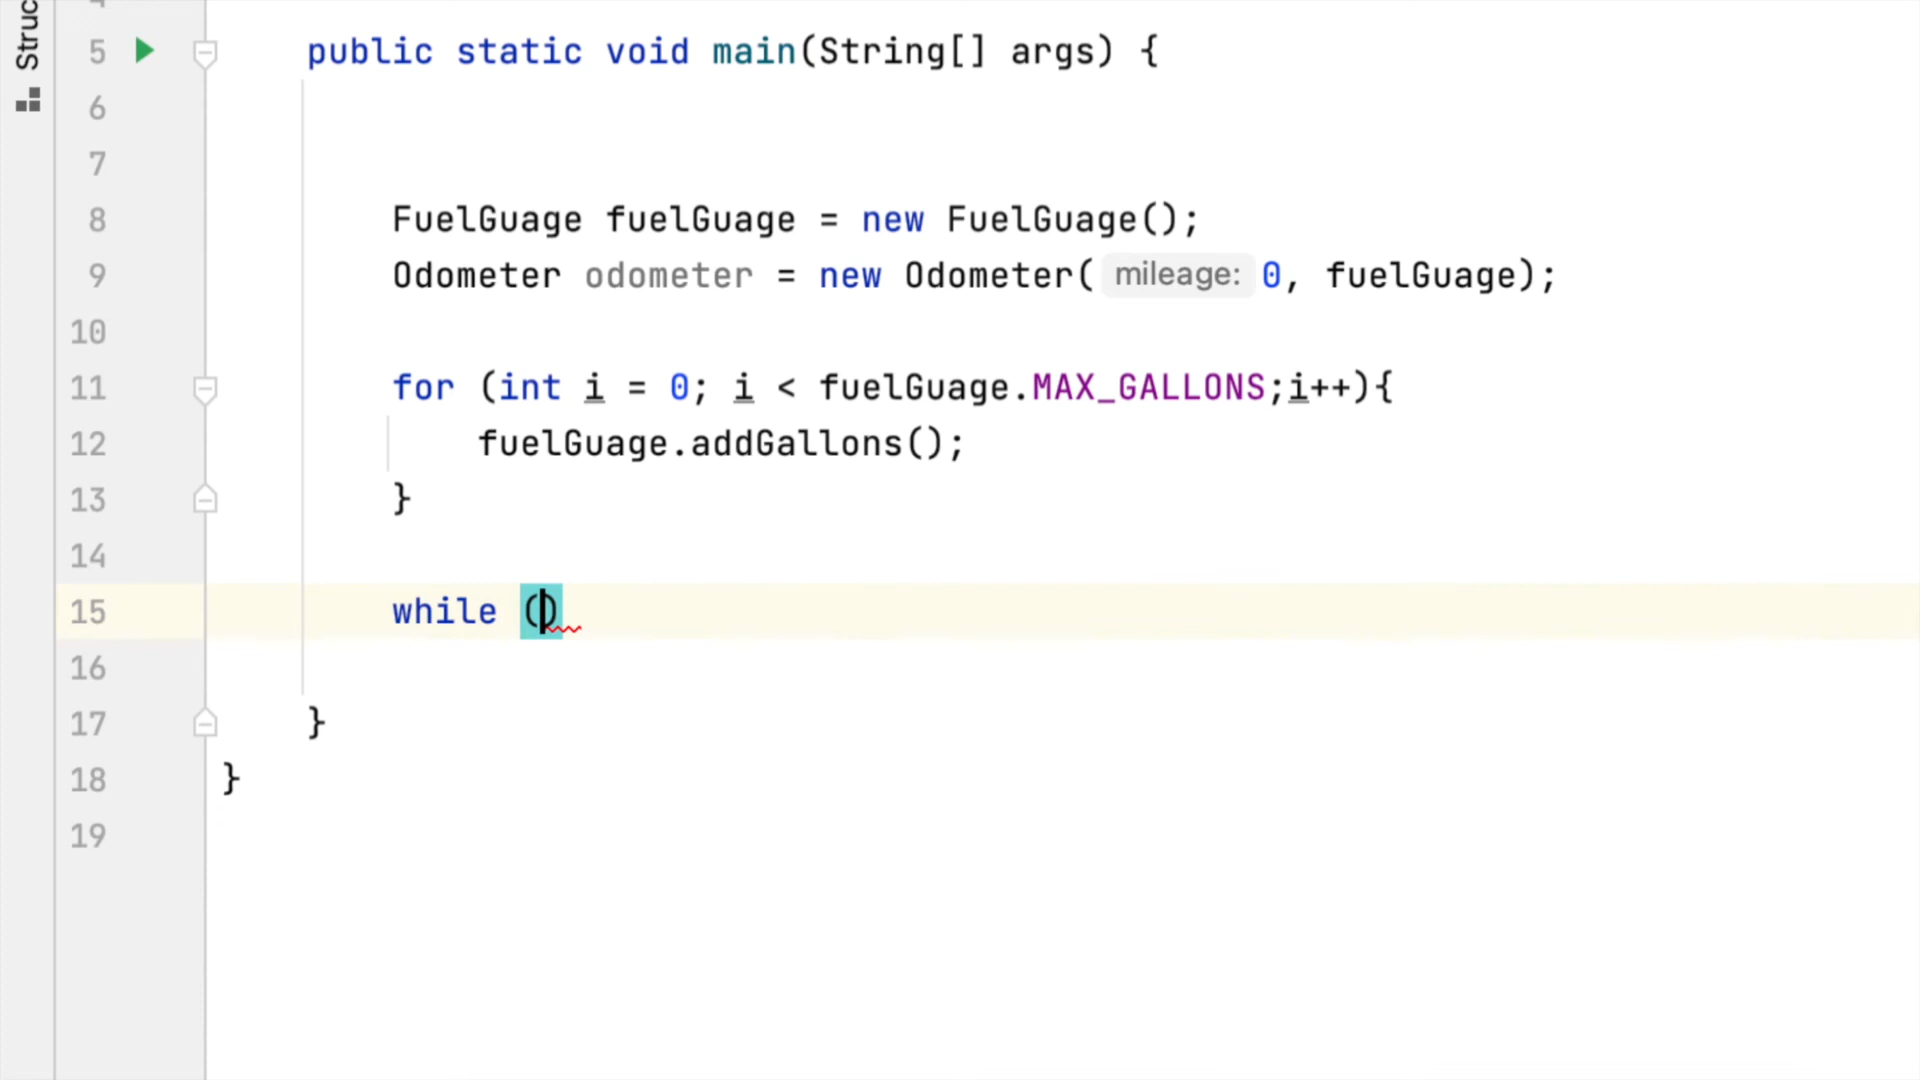 Struc
4
5 public static void main(String[] args) {
6
7
8 FuelGuage fuelGuage = new FuelGuage();
9 Odometer odometer = new Odometer( mileage: 0, fuelGuage);
10
11 for (int i = 0; i < fuelGuage.MAX_GALLONS;i++){
12 fuelGuage.addGallons();
13 }
14
15 while ()
16
17 }
18 }
19